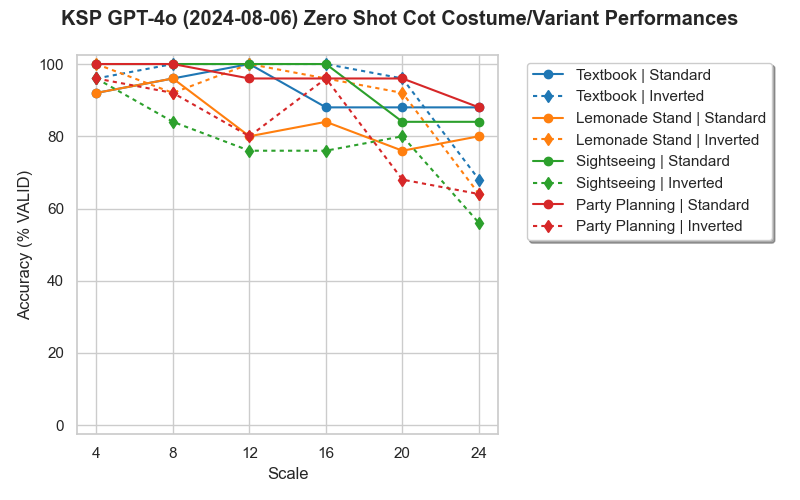 KSP GPT-4o (2024-08-06) Zero Shot Cot Costume/Variant Performances
100
80
60
40
20
0
Accuracy (% VALID)
4 8 12 16 20 24
Scale
Textbook | Standard
Textbook | Inverted
Lemonade Stand | Standard
Lemonade Stand | Inverted
Sightseeing | Standard
Sightseeing | Inverted
Party Planning | Standard
Party Planning | Inverted